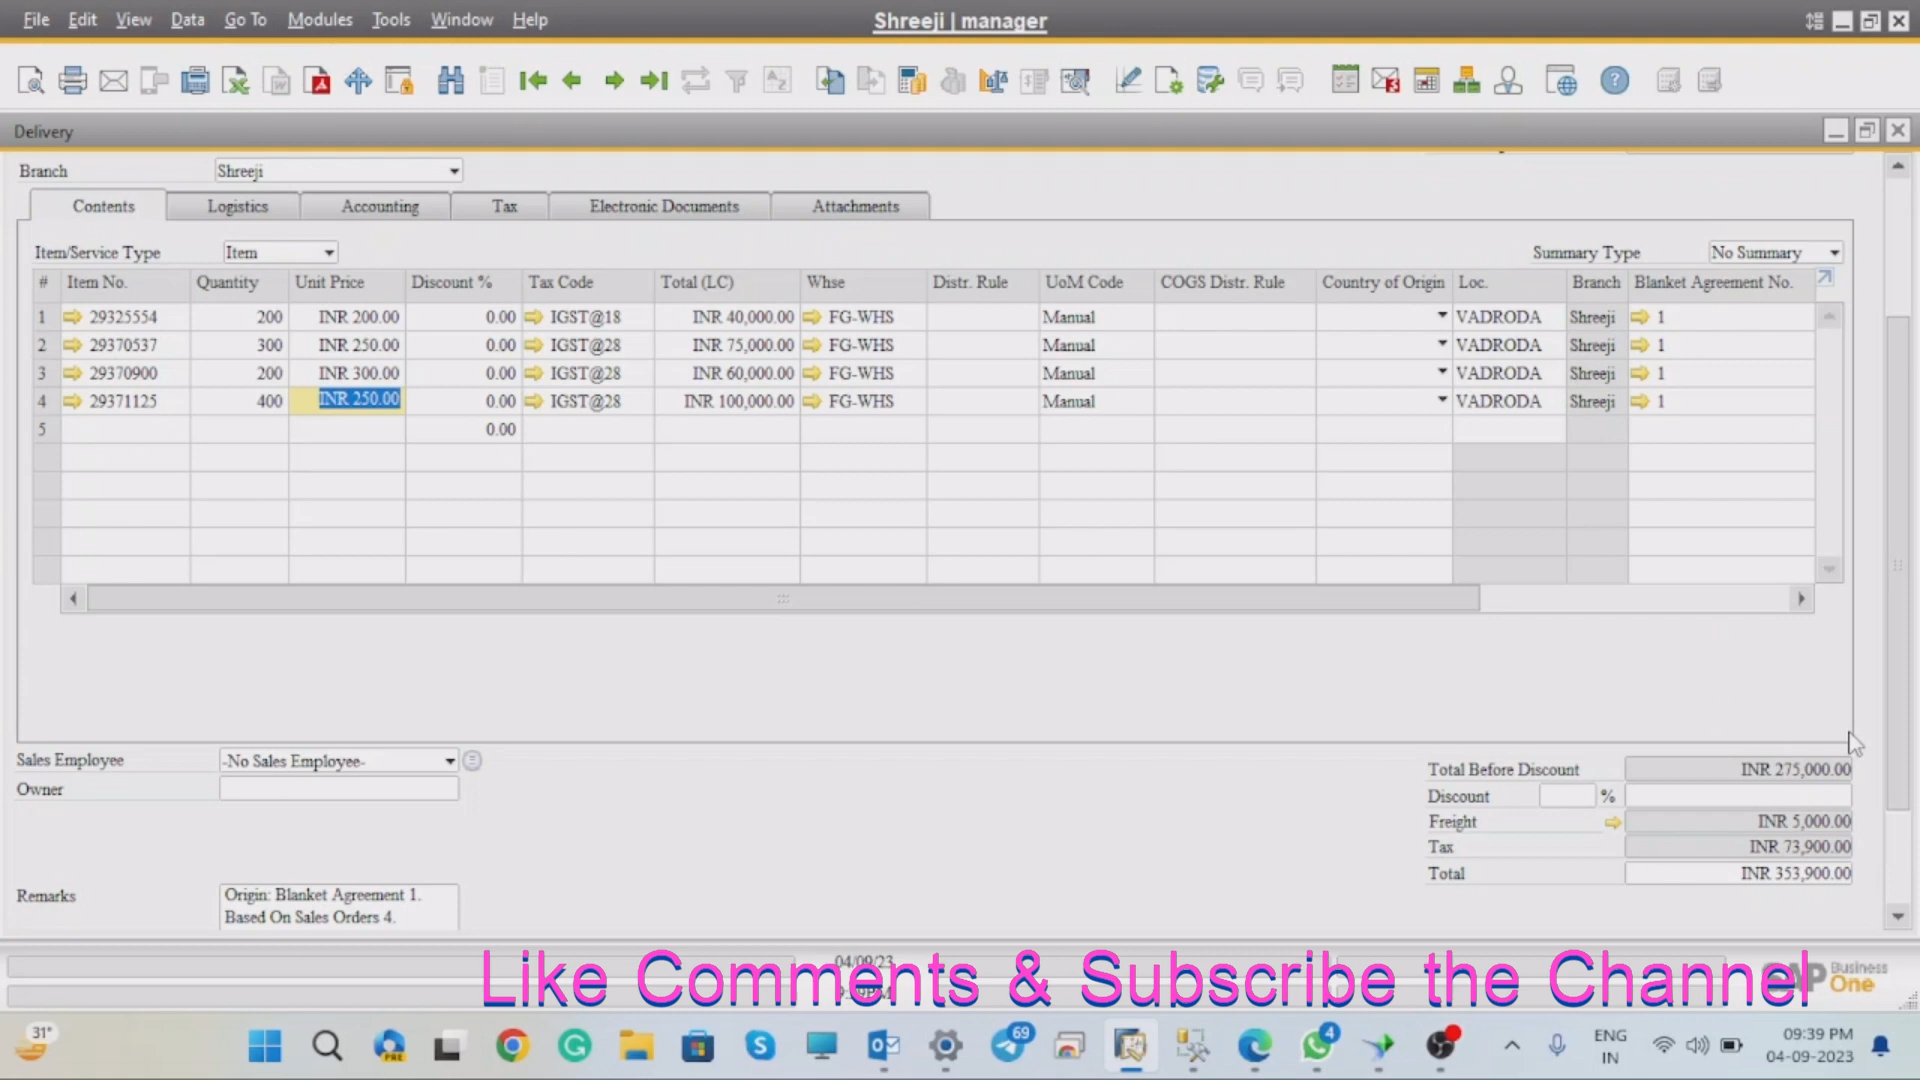 File Edit View Data Go To Modules Tools Window Help Shreeji | manager
Delivery
Branch Shreeji
Contents Logistics Accounting Tax Electronic Documents Attachments
Item/Service Type Item Summary Type No Summary
# Item No. Quantity Unit Price Discount % Tax Code Total (LC) Whse Distr. Rule UoM Code COGS Distr. Rule Country of Origin Loc. Branch Blanket Agreement No.
1 29325554 200 INR 200.00 0.00 IGST@18 INR 40,000.00 FG-WHS Manual VADRODA Shreeji 1
2 29370537 300 INR 250.00 0.00 IGST@28 INR 75,000.00 FG-WHS Manual VADRODA Shreeji 1
3 29370900 200 INR 300.00 0.00 IGST@28 INR 60,000.00 FG-WHS Manual VADRODA Shreeji 1
4 29371125 400 INR 250.00 0.00 IGST@28 INR 100,000.00 FG-WHS Manual VADRODA Shreeji 1
5 0.00
Sales Employee -No Sales Employee-
Owner
Total Before Discount INR 275,000.00
Discount %
Freight INR 5,000.00
Tax INR 73,900.00
Total INR 353,900.00
Remarks Origin: Blanket Agreement 1.
Based On Sales Orders 4.
04/09/23
Like Comments & Subscribe the Channel
Business
One
31° PRE 69 4 ENG
IN
09:39 PM
04-09-2023